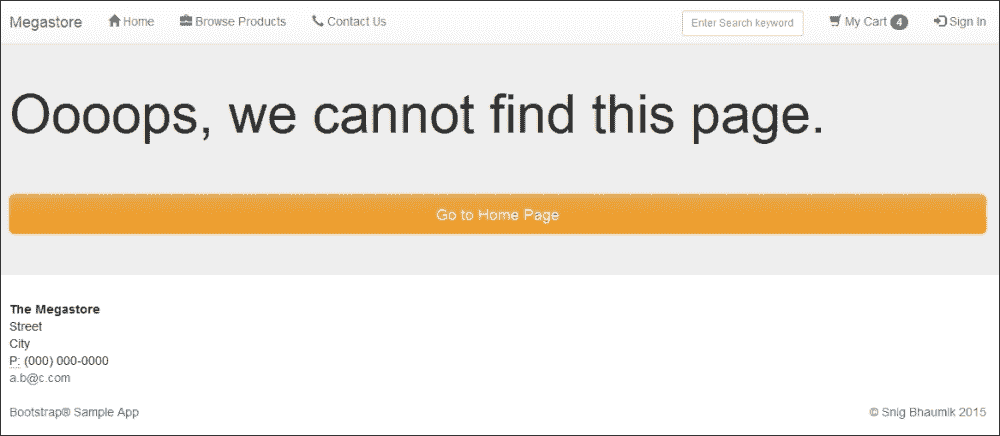 Megastore Home Browse Products Contact Us Enter Search keyword My Cart 4 Sign In
Oooops, we cannot find this page.
Go to Home Page
The Megastore
Street
City
P: (000) 000-0000
a.b@c.com
Bootstrap® Sample App © Snig Bhaumik 2015